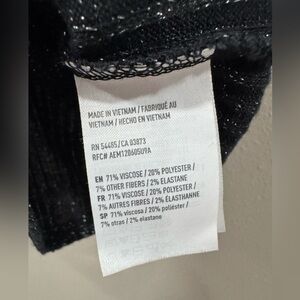 MADE IN VIETNAM / FABRIQUÉ AU
VIETNAM / HECHO EN VIETNAM
RN 54485 / CA 03873
RFC# AEM1206050U9A
EN 71% VISCOSE / 20% POLYESTER /
7% OTHER FIBERS / 2% ELASTANE
FR 71% VISCOSE / 20% POLYESTER /
7% AUTRES FIBRES / 2% ÉLASTHANNE
SP 71% viscosa / 20% poliéster /
7% otras / 2% elastano